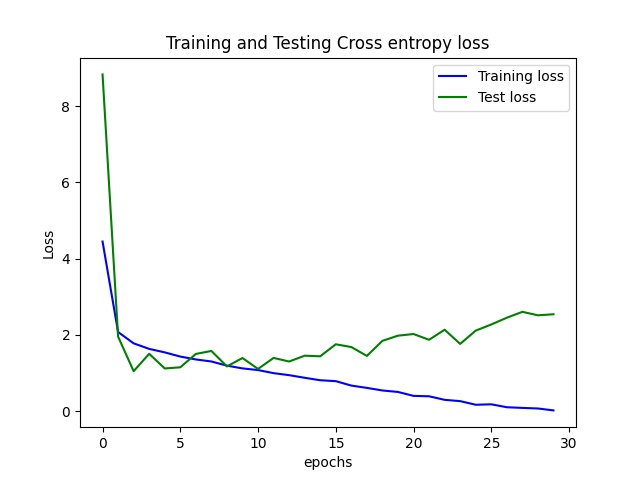 Training and Testing Cross entropy loss
Training loss
Test loss
8
6
4
2
0
Loss
0 5 10 15 20 25 30
epochs